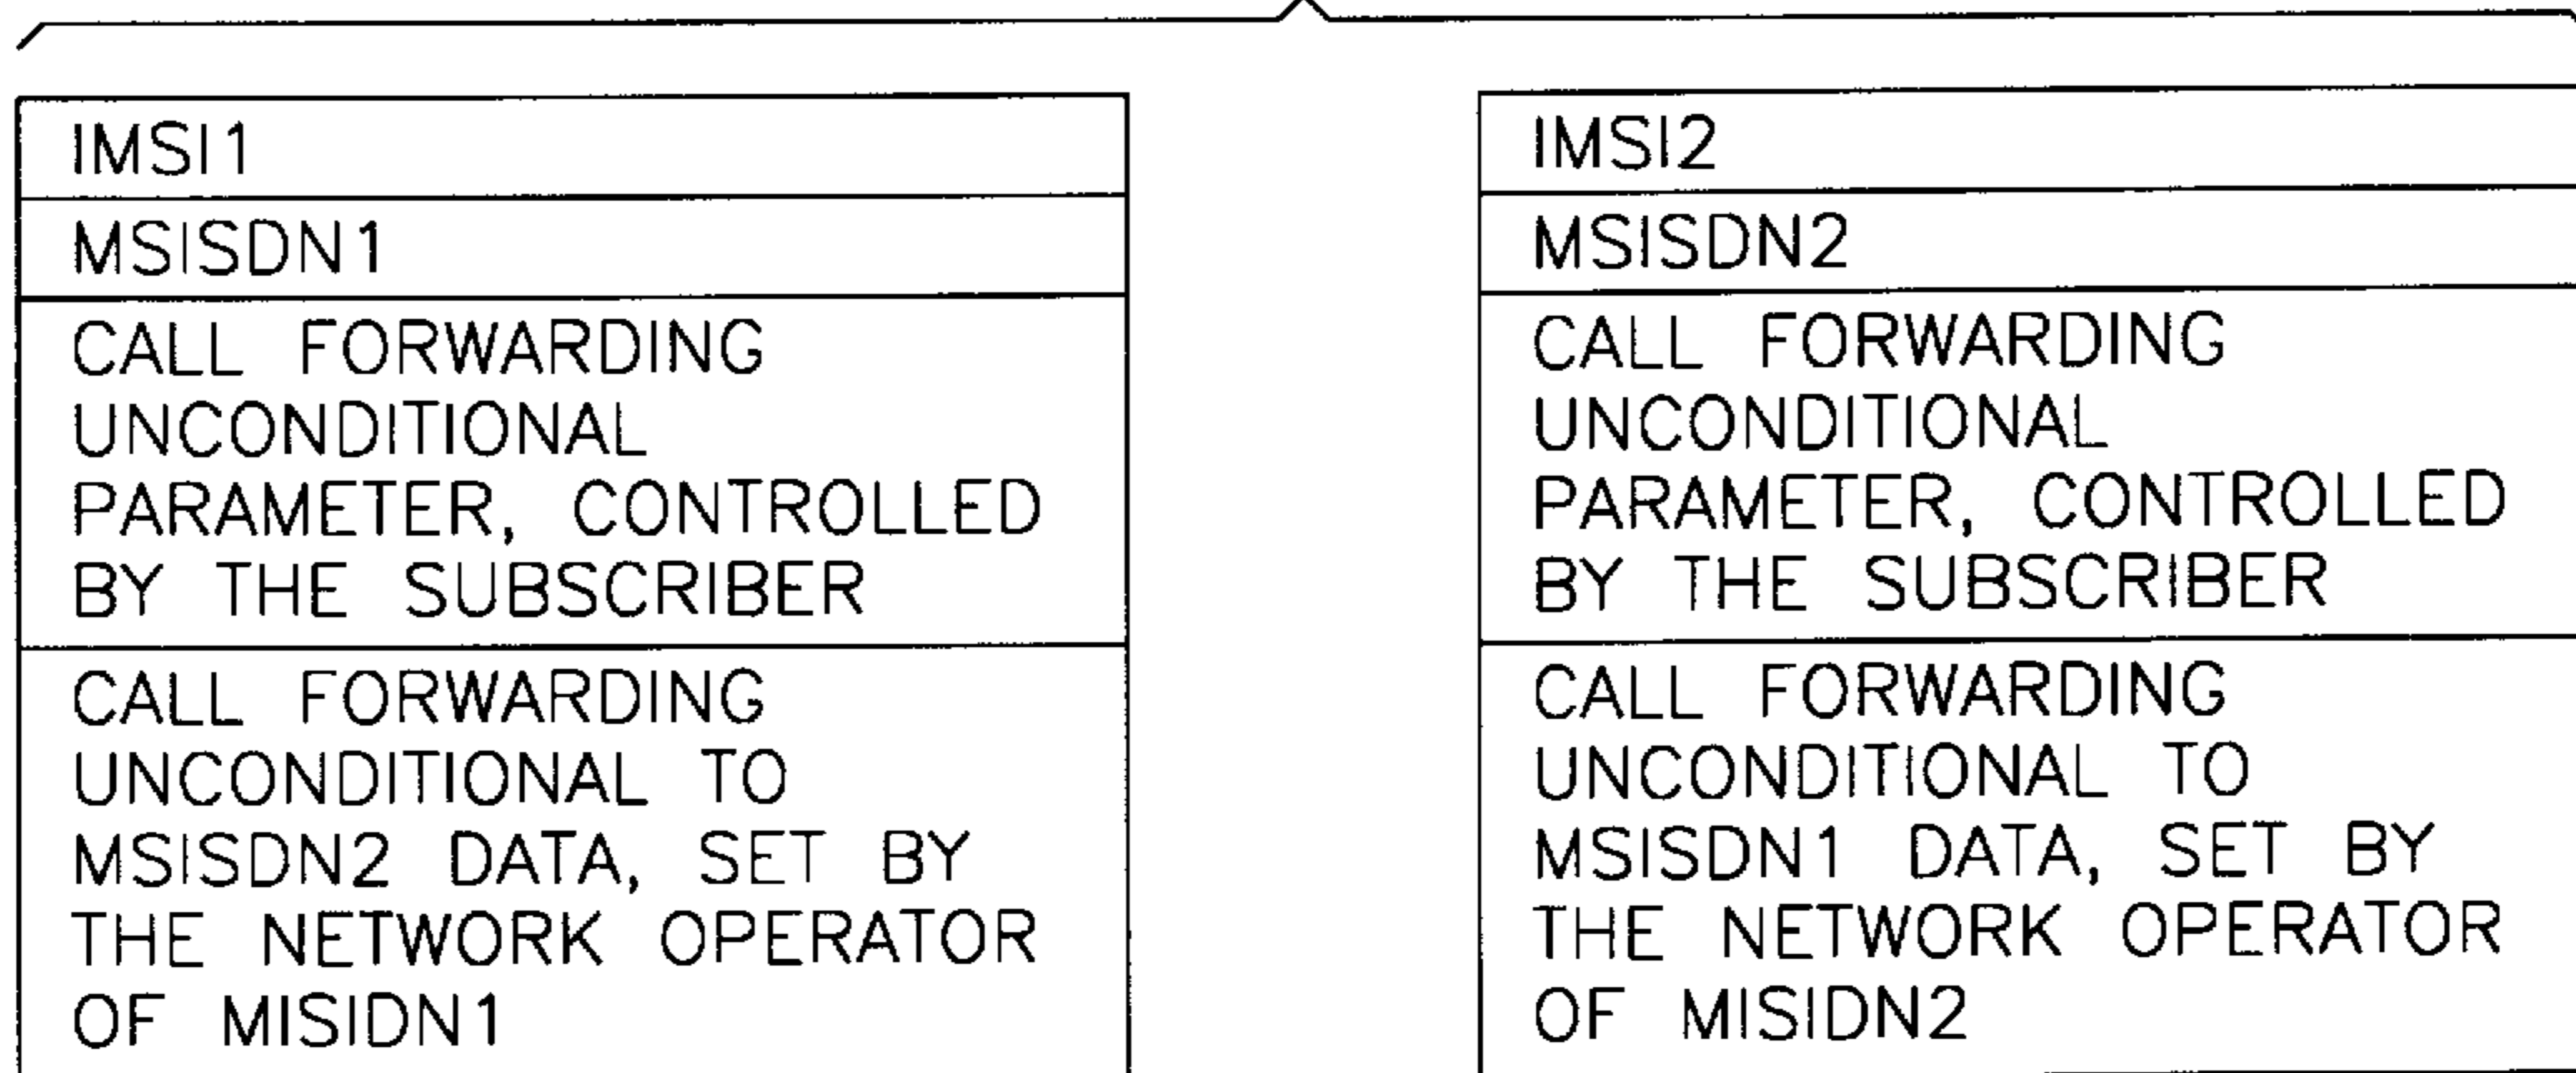 IMSI1
MSISDN1
CALL FORWARDING
UNCONDITIONAL
PARAMETER, CONTROLLED
BY THE SUBSCRIBER
CALL FORWARDING
UNCONDITIONAL TO
MSISDN2 DATA, SET BY
THE NETWORK OPERATOR
OF MISIDN1
IMSI2
MSISDN2
CALL FORWARDING
UNCONDITIONAL
PARAMETER, CONTROLLED
BY THE SUBSCRIBER
CALL FORWARDING
UNCONDITIONAL TO
MSISDN1 DATA, SET BY
THE NETWORK OPERATOR
OF MISIDN2